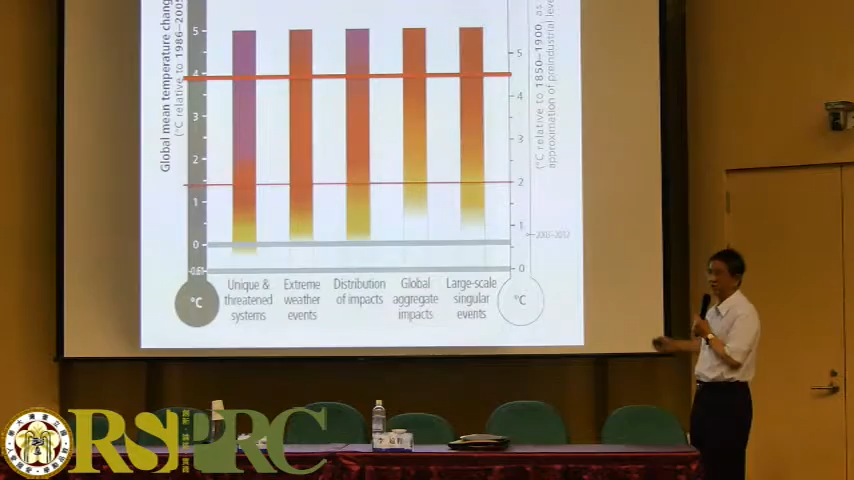 Global mean temperature change
(°C relative to 1986–2005
5
4
3
2
1
0
-0.61
°C
Unique &
threatened
systems
Extreme
weather
events
Distribution
of impacts
Global
aggregate
impacts
Large-scale
singular
events
5
4
3
2
1
0
2003–2012
°C
(°C relative to 1850–1900, as
approximation of preindustrial leve
RSPRC